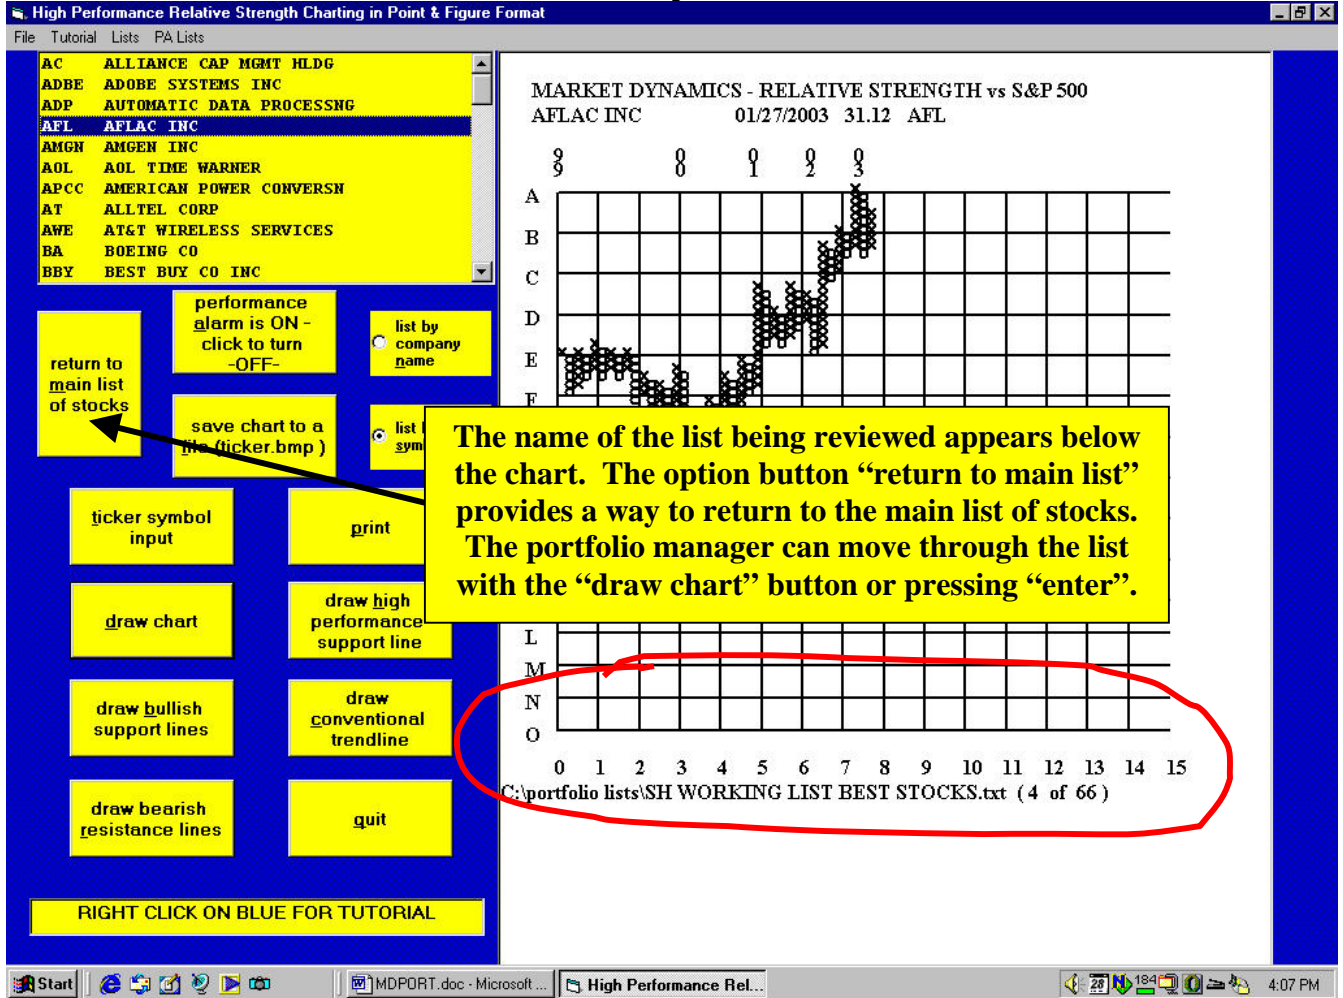 High Performance Relative Strength Charting in Point & Figure Format
File Tutorial Lists PA Lists
AC ALLIANCE CAP MGMT HLDG
ADBE ADOBE SYSTEMS INC
ADP AUTOMATIC DATA PROCESSNG
AFL AFLAC INC
AMGN AMGEN INC
AOL AOL TIME WARNER
APCC AMERICAN POWER CONVERSN
AT ALLTEL CORP
AWE AT&T WIRELESS SERVICES
BA BOEING CO
BBY BEST BUY CO INC
return to
main list
of stocks
performance
alarm is ON -
click to turn
-OFF-
list by
company
name
save chart to a
file (ticker.bmp )
list
sym
ticker symbol
input
print
draw chart
draw high
performance
support line
draw bullish
support lines
draw
conventional
trendline
draw bearish
resistance lines
quit
RIGHT CLICK ON BLUE FOR TUTORIAL
MARKET DYNAMICS - RELATIVE STRENGTH vs S&P 500
AFLAC INC 01/27/2003 31.12 AFL
9 0 0 0 0
9 0 1 2 3
A
B
C
D
E
F
The name of the list being reviewed appears below
the chart. The option button “return to main list”
provides a way to return to the main list of stocks.
The portfolio manager can move through the list
with the “draw chart” button or pressing “enter”.
L
M
N
O
0 1 2 3 4 5 6 7 8 9 10 11 12 13 14 15
C:\portfolio lists\SH WORKING LIST BEST STOCKS.txt ( 4 of 66 )
Start
MDPORT.doc - Microsoft ...
High Performance Rel...
28
184
4:07 PM